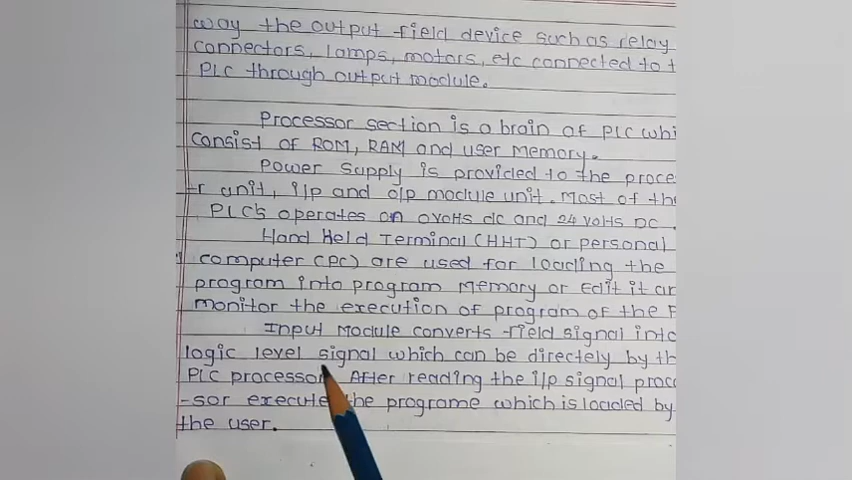 way the output field device such as relay
connectors, lamps, motors, etc connected to t
PLC through output module.
Processor section is a brain of PLC whi
consist of ROM, RAM and user Memory.
Power supply is provided to the proce
-r unit, i/p and o/p module unit. Most of the
PLC's operates on 0 volts dc and 24 volts DC.
Hand Held Terminal (HHT) or personal
computer (PC) are used for loading the
program into program Memory or Edit it an
monitor the execution of program of the P
Input Module converts field signal into
logic level signal which can be directely by th
PLC processor After reading the i/p signal proc
-sor execute the programe which is loaded by
the user.